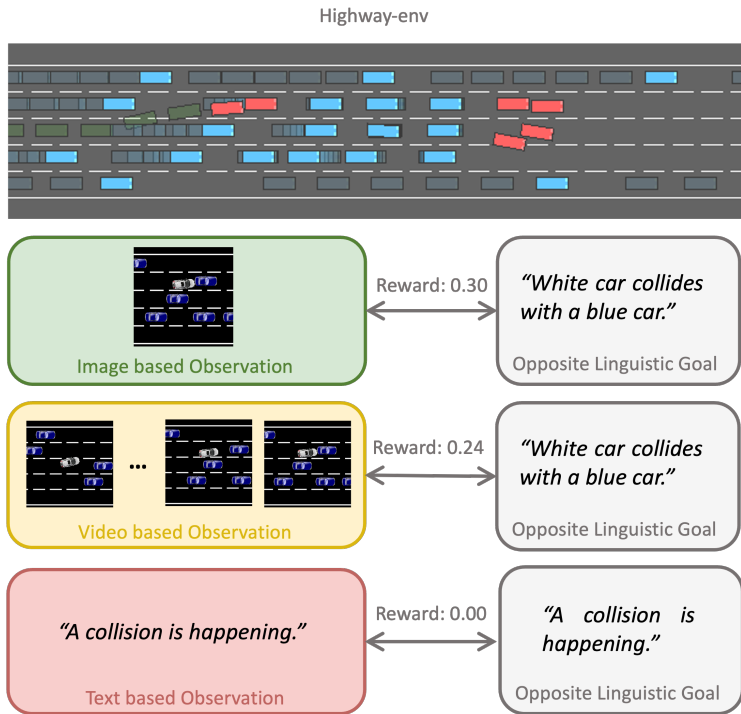 Highway-env
Reward: 0.30
“White car collides
with a blue car.”
Image based Observation
Opposite Linguistic Goal
...
Reward: 0.24
“White car collides
with a blue car.”
Video based Observation
Opposite Linguistic Goal
“A collision is happening.”
Reward: 0.00
“A collision is
happening.”
Text based Observation
Opposite Linguistic Goal